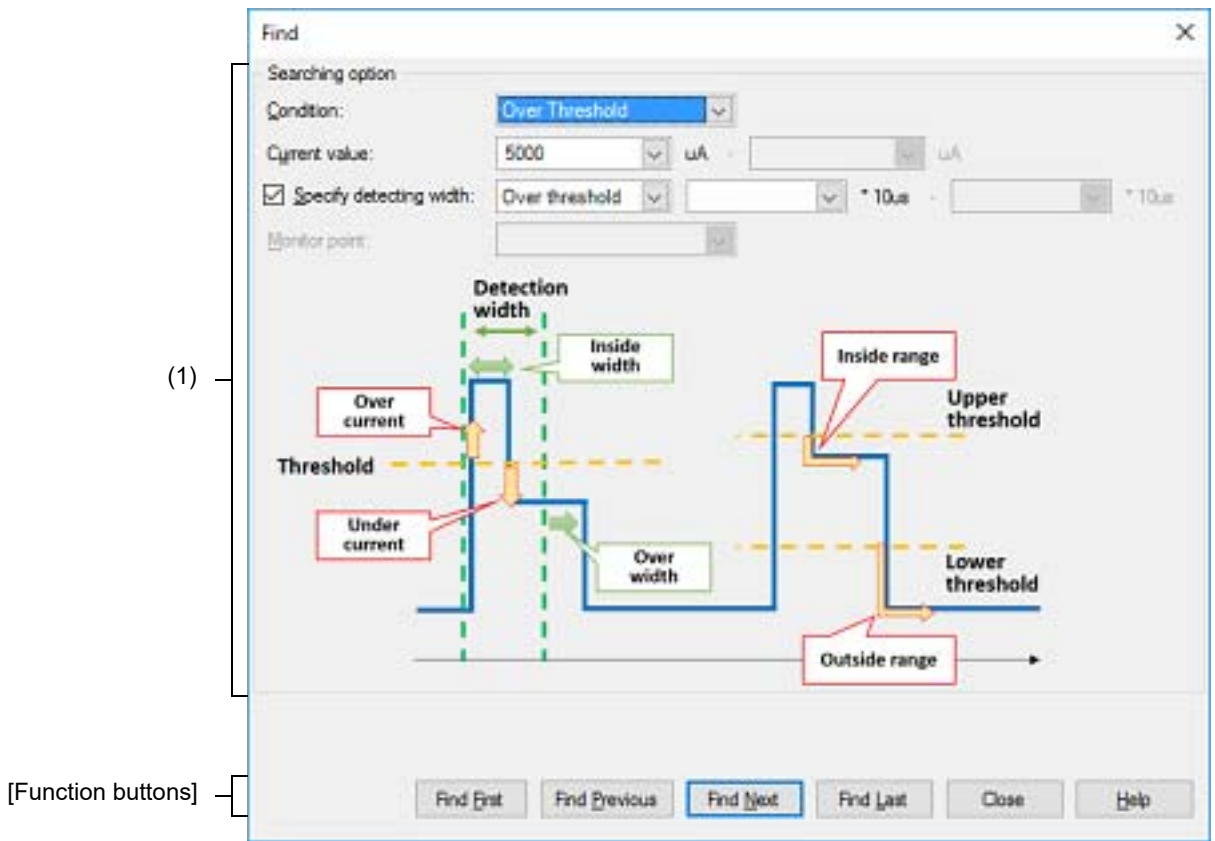 Find
Searching option
Condition: Over Threshold
Current value: 5000 uA - uA
Specify detecting width: Over threshold * 10us - * 10us
Monitor point:
Detection
width
Inside
width
Inside range
Over
current
Upper
threshold
Threshold
Under
current
Over
width
Lower
threshold
Outside range
(1)
[Function buttons]
Find First Find Previous Find Next Find Last Close Help